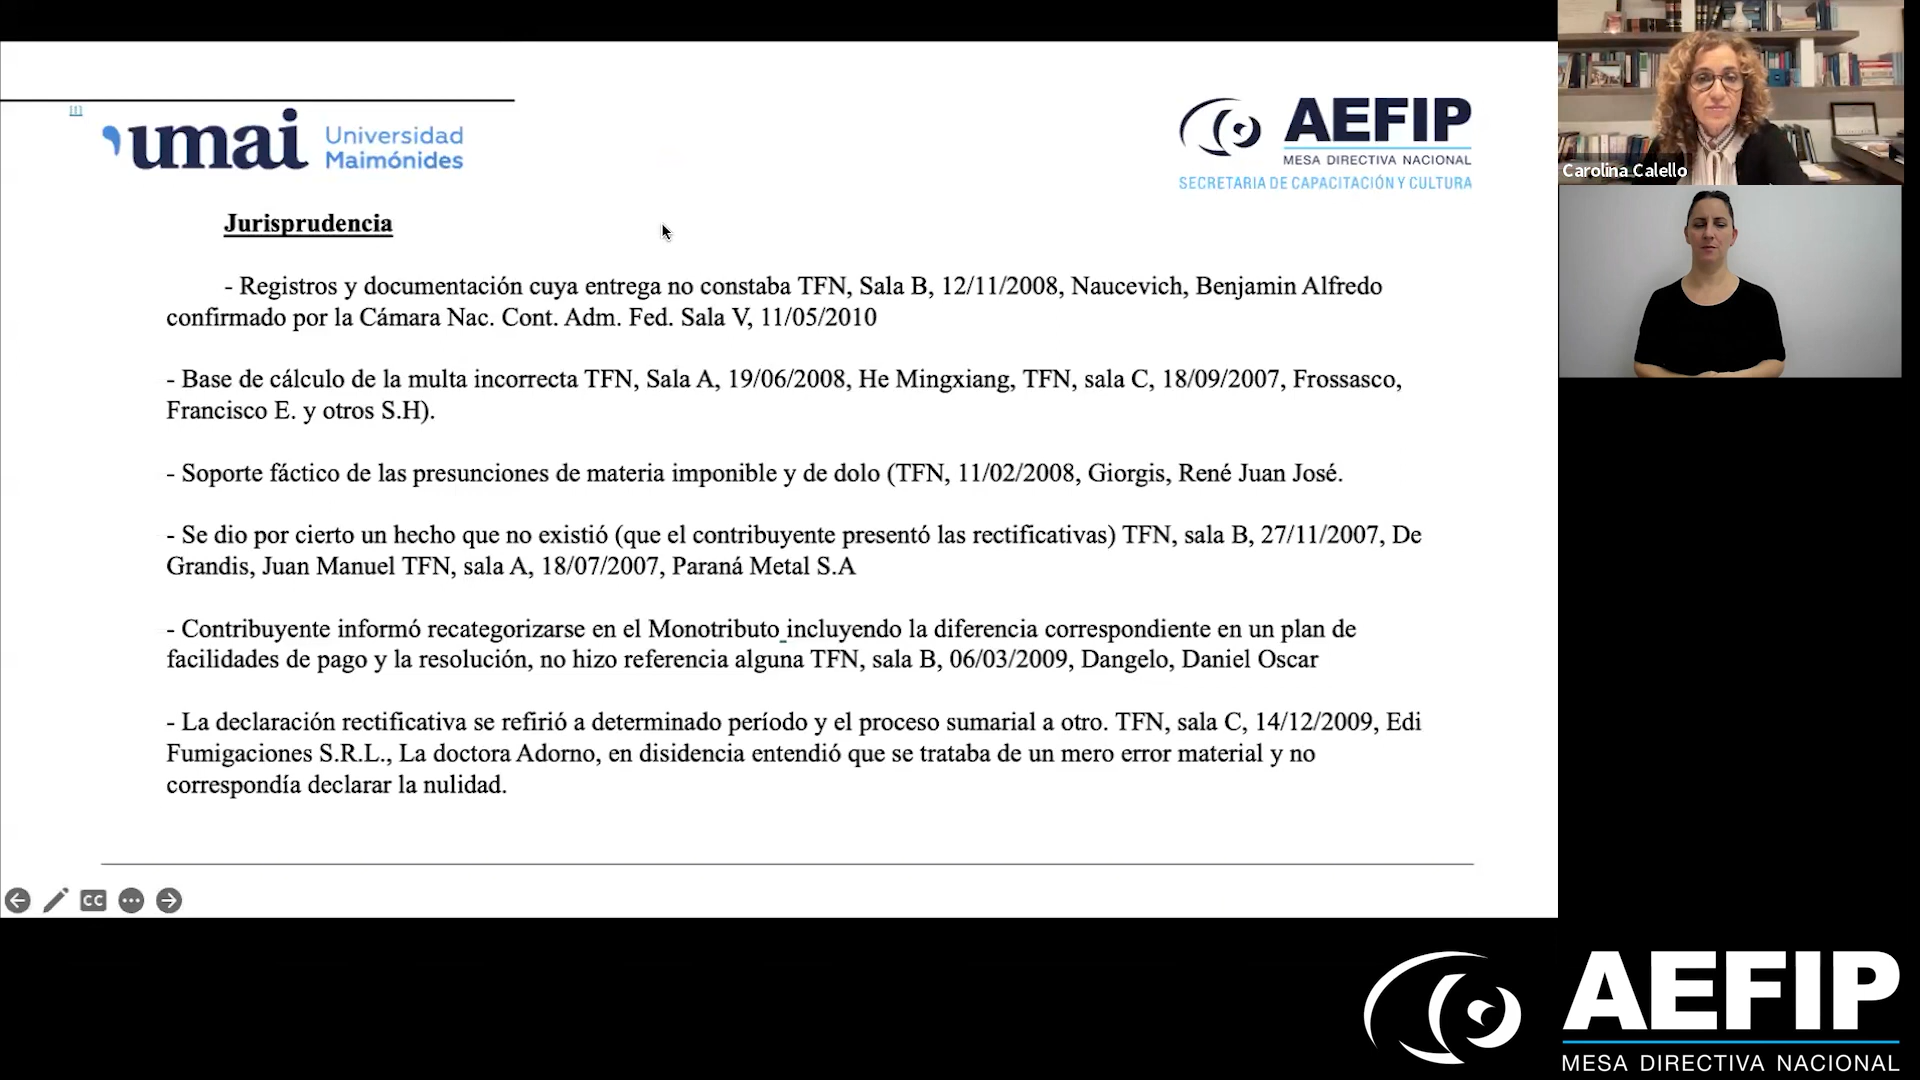 umai Universidad
Maimónides
AEFIP
MESA DIRECTIVA NACIONAL
SECRETARIA DE CAPACITACIÓN Y CULTURA
Jurisprudencia
- Registros y documentación cuya entrega no constaba TFN, Sala B, 12/11/2008, Naucevich, Benjamin Alfredo
confirmado por la Cámara Nac. Cont. Adm. Fed. Sala V, 11/05/2010
- Base de cálculo de la multa incorrecta TFN, Sala A, 19/06/2008, He Mingxiang, TFN, sala C, 18/09/2007, Frossasco,
Francisco E. y otros S.H).
- Soporte fáctico de las presunciones de materia imponible y de dolo (TFN, 11/02/2008, Giorgis, René Juan José.
- Se dio por cierto un hecho que no existió (que el contribuyente presentó las rectificativas) TFN, sala B, 27/11/2007, De
Grandis, Juan Manuel TFN, sala A, 18/07/2007, Paraná Metal S.A
- Contribuyente informó recategorizarse en el Monotributo incluyendo la diferencia correspondiente en un plan de
facilidades de pago y la resolución, no hizo referencia alguna TFN, sala B, 06/03/2009, Dangelo, Daniel Oscar
- La declaración rectificativa se refirió a determinado período y el proceso sumarial a otro. TFN, sala C, 14/12/2009, Edi
Fumigaciones S.R.L., La doctora Adorno, en disidencia entendió que se trataba de un mero error material y no
correspondía declarar la nulidad.
CC
Carolina Calello
AEFIP
MESA DIRECTIVA NACIONAL